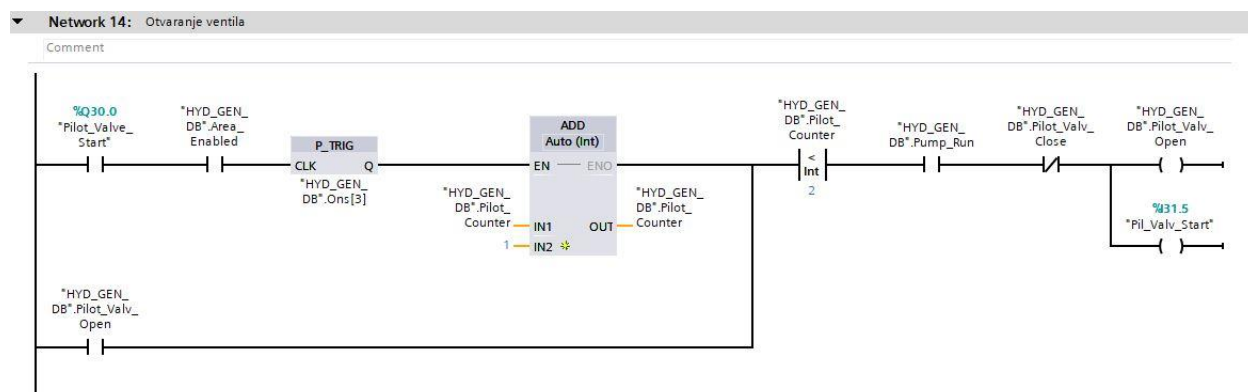 Network 14: Otvaranje ventila
Comment
%Q30.0
"Pilot_Valve_
Start"
"HYD_GEN_
DB".Area_
Enabled
P_TRIG
CLK Q
"HYD_GEN_
DB".Ons[3]
ADD
Auto (Int)
EN ENO
"HYD_GEN_
DB".Pilot_
Counter
IN1
1
IN2
OUT
"HYD_GEN_
DB".Pilot_
Counter
"HYD_GEN_
DB".Pilot_
Counter
<
Int
2
"HYD_GEN_
DB".Pump_Run
"HYD_GEN_
DB".Pilot_Valv_
Close
"HYD_GEN_
DB".Pilot_Valv_
Open
%I31.5
"Pil_Valv_Start"
"HYD_GEN_
DB".Pilot_Valv_
Open